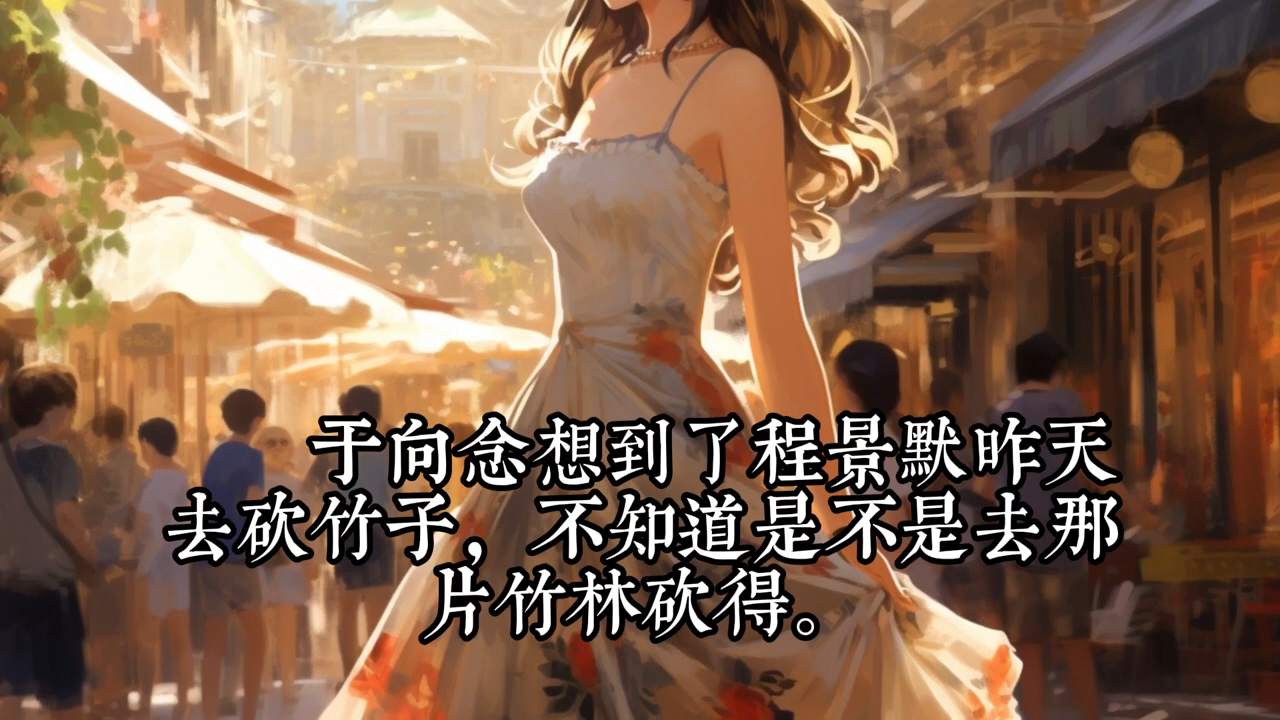 于向念想到了程景默昨天
去砍竹子，不知道是不是去那
片竹林砍得。